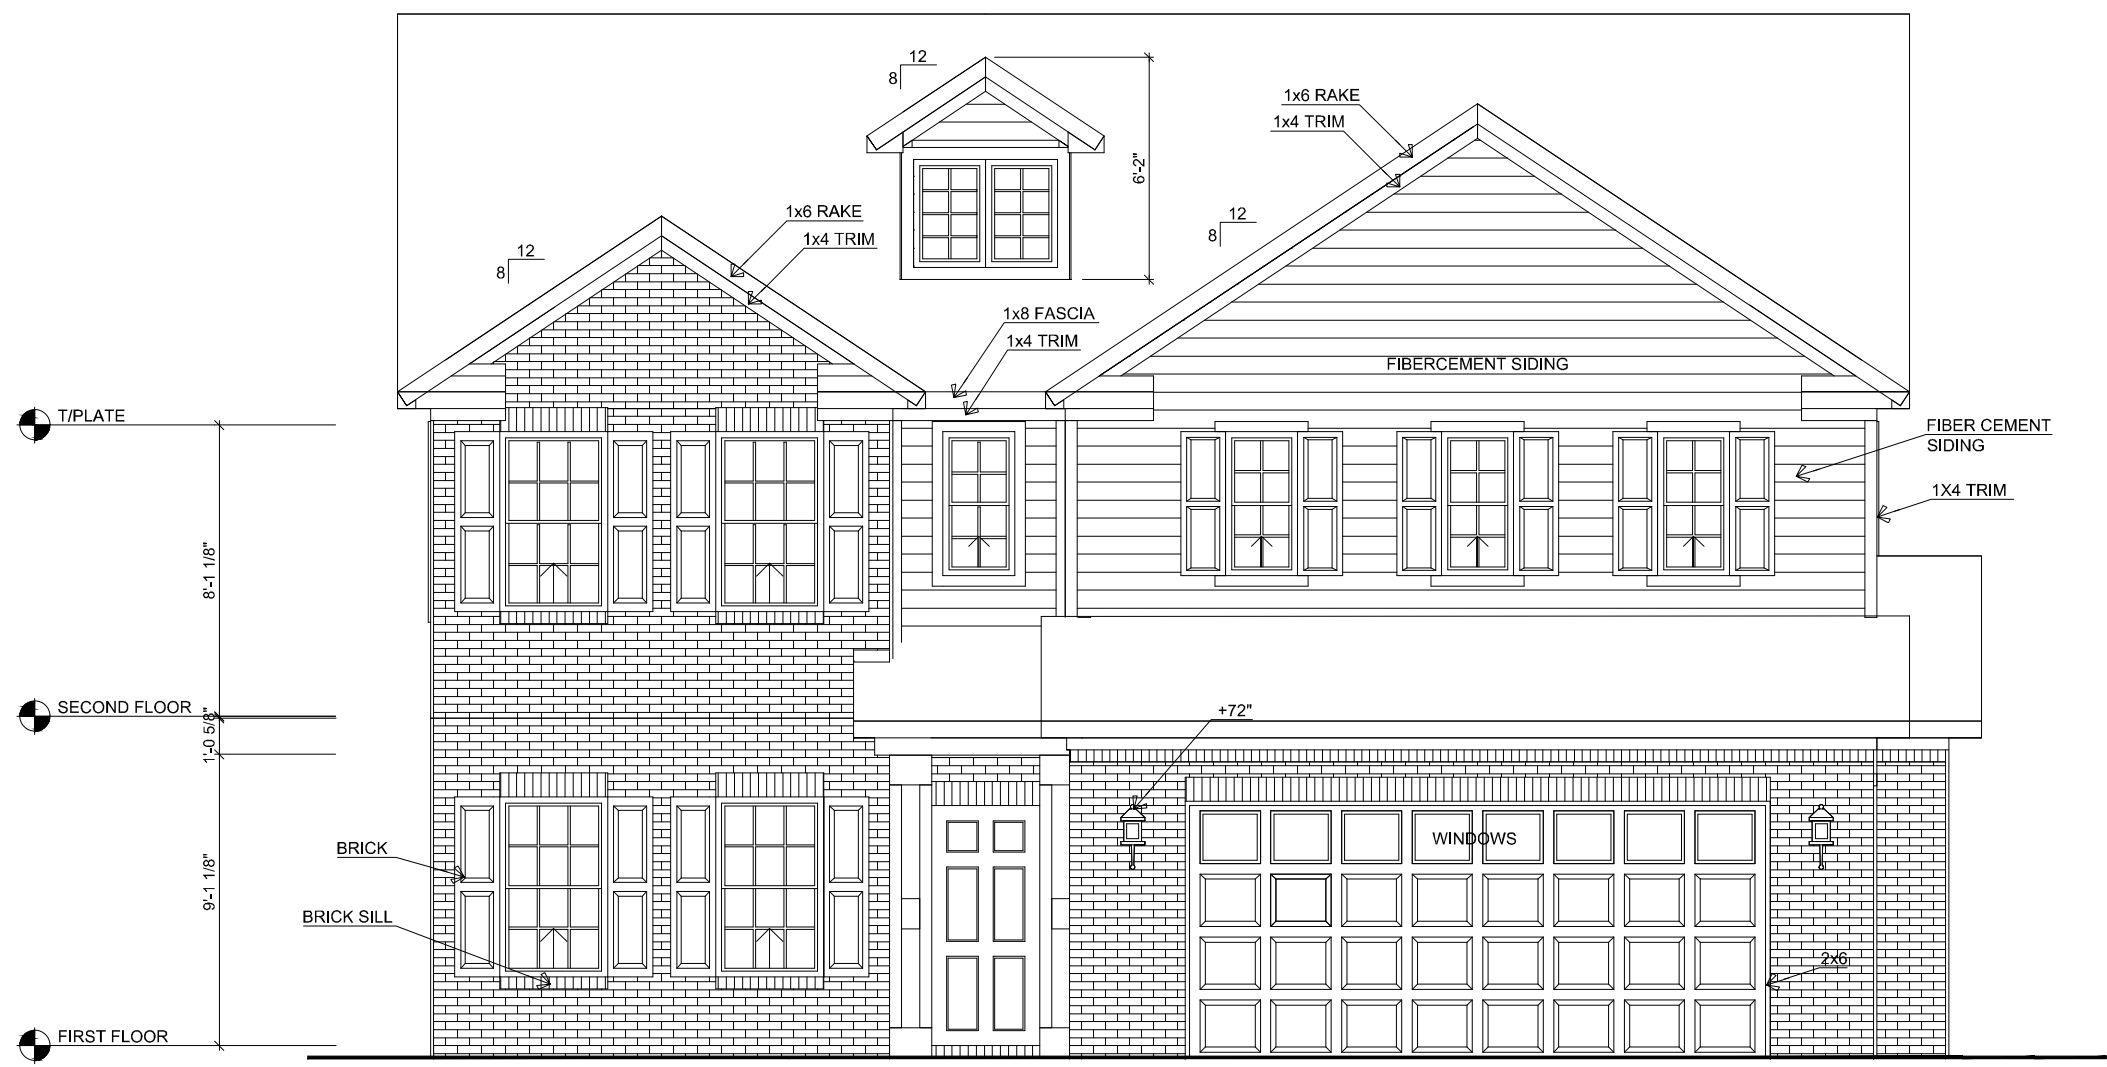 12
8
6'-2"
1x6 RAKE
1x4 TRIM
12
8
1x6 RAKE
1x4 TRIM
12
8
1x8 FASCIA
1x4 TRIM
FIBERCEMENT SIDING
T/PLATE
FIBER CEMENT
SIDING
1X4 TRIM
8'-1 1/8"
SECOND FLOOR
+72"
1'-0 5/8"
WINDOWS
BRICK
9'-1 1/8"
BRICK SILL
2x6
FIRST FLOOR